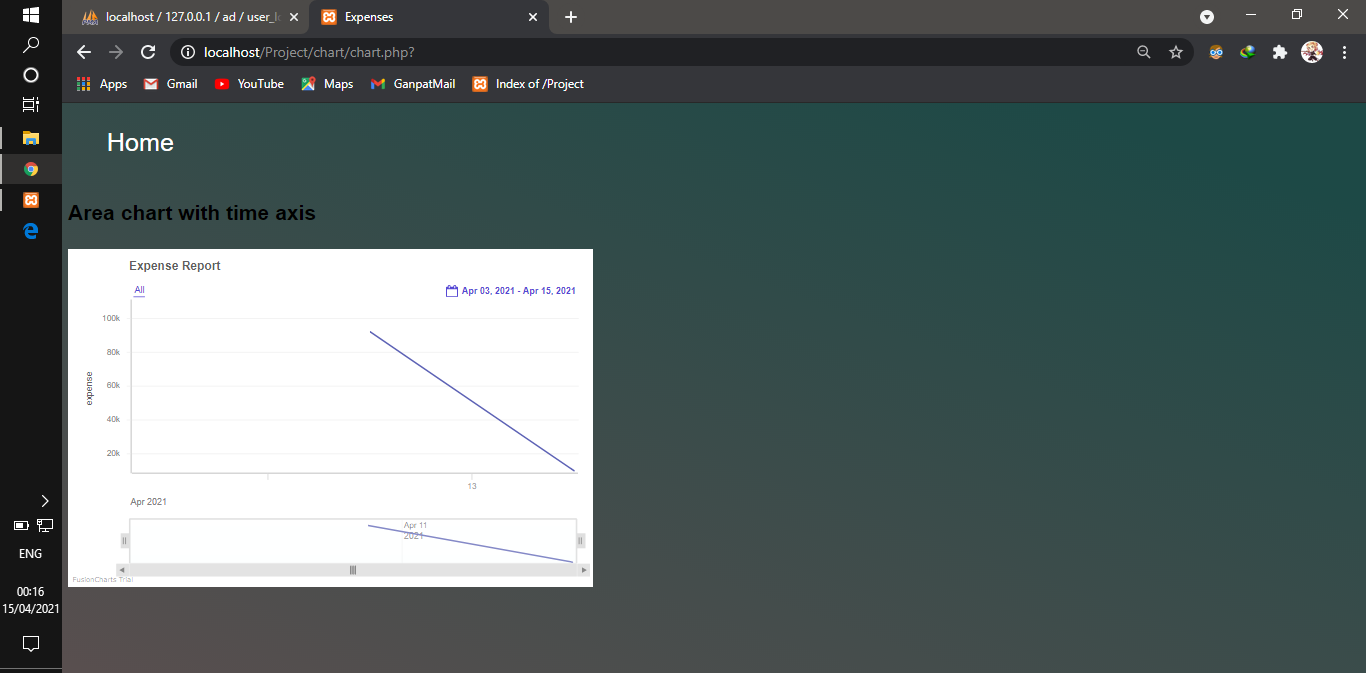 localhost / 127.0.0.1 / ad / user_l
Expenses
localhost/Project/chart/chart.php?
Apps
Gmail
YouTube
Maps
GanpatMail
Index of /Project
Home
Area chart with time axis
Expense Report
All
Apr 03, 2021 - Apr 15, 2021
100k
80k
60k
40k
20k
expense
13
Apr 2021
Apr 11
2021
FusionCharts Trial
ENG
00:16
15/04/2021